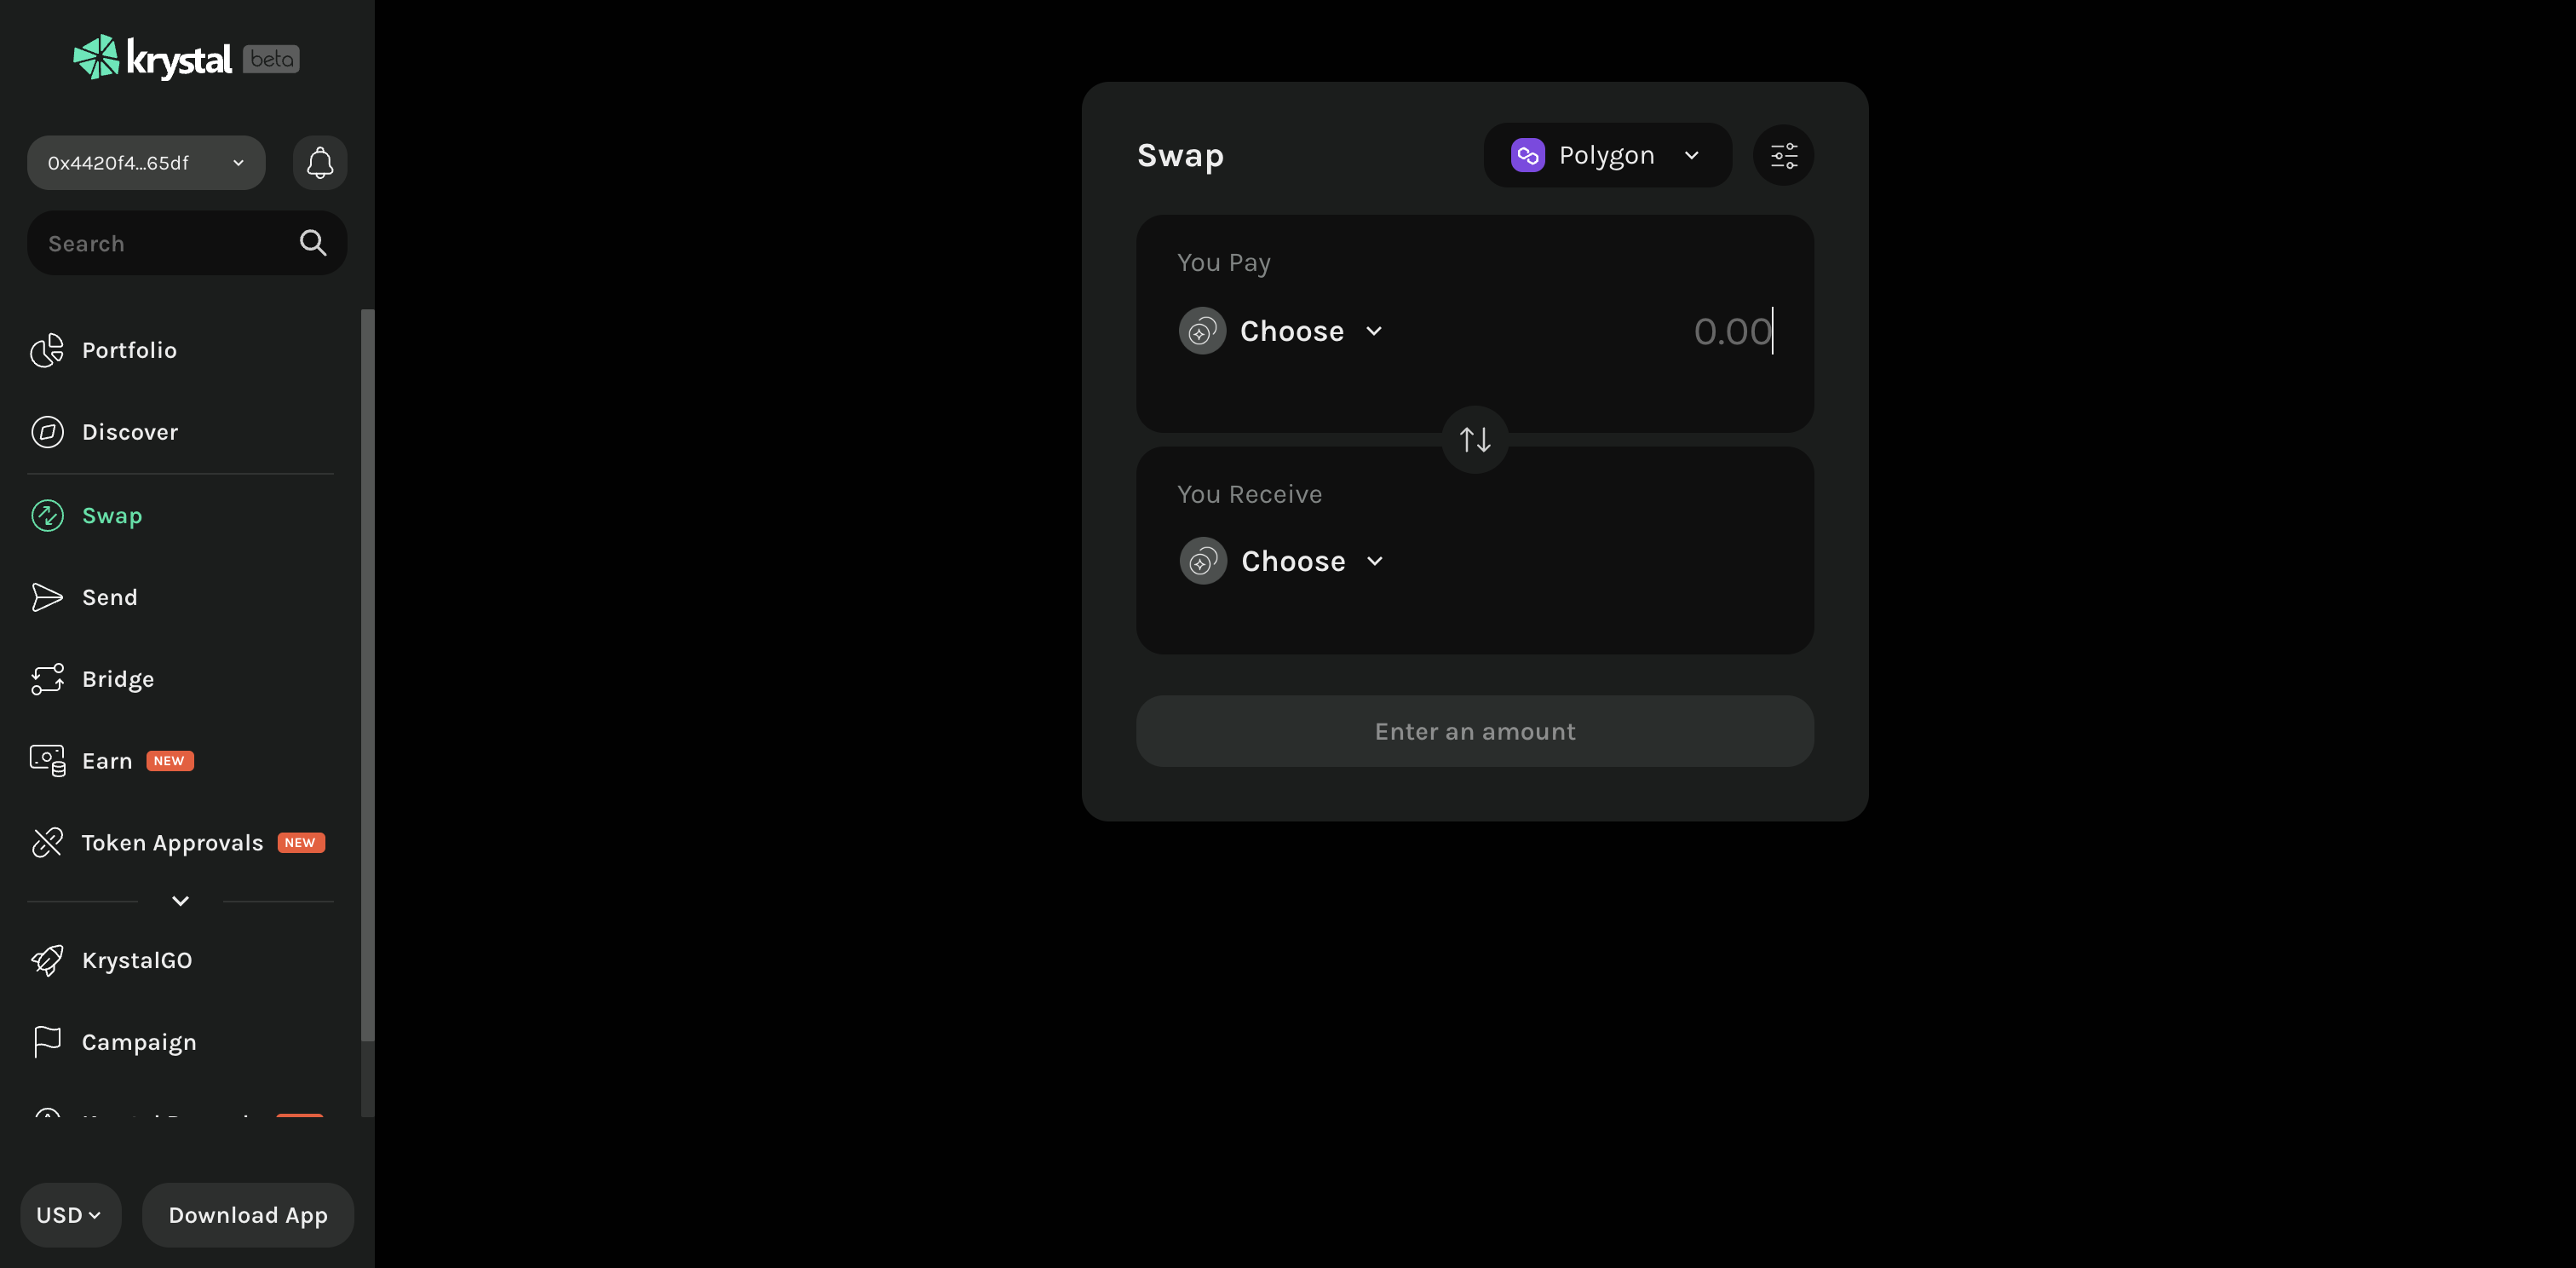 krystal beta
0x4420f4...65df
Search
Portfolio
Discover
Swap
Send
Bridge
Earn NEW
Token Approvals NEW
KrystalGO
Campaign
USD
Download App
Swap
Polygon
You Pay
Choose
0.00
You Receive
Choose
Enter an amount